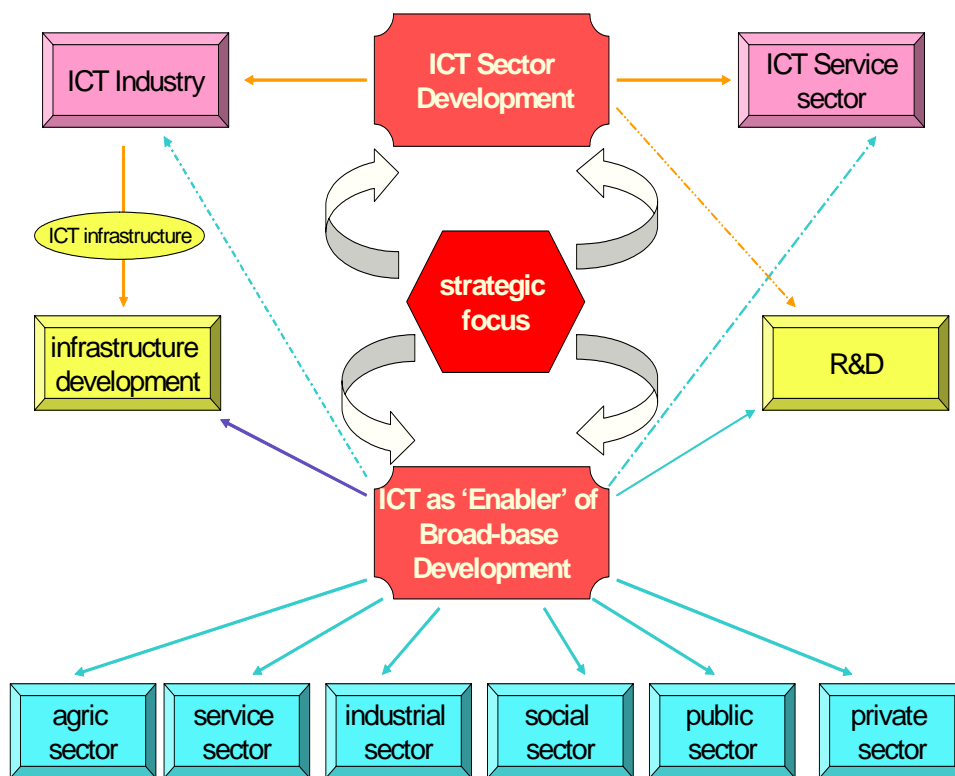 ICT Industry
ICT Sector
Development
ICT Service
sector
ICT infrastructure
strategic
focus
infrastructure
development
R&D
ICT as ‘Enabler’ of
Broad-base
Development
agric
sector
service
sector
industrial
sector
social
sector
public
sector
private
sector